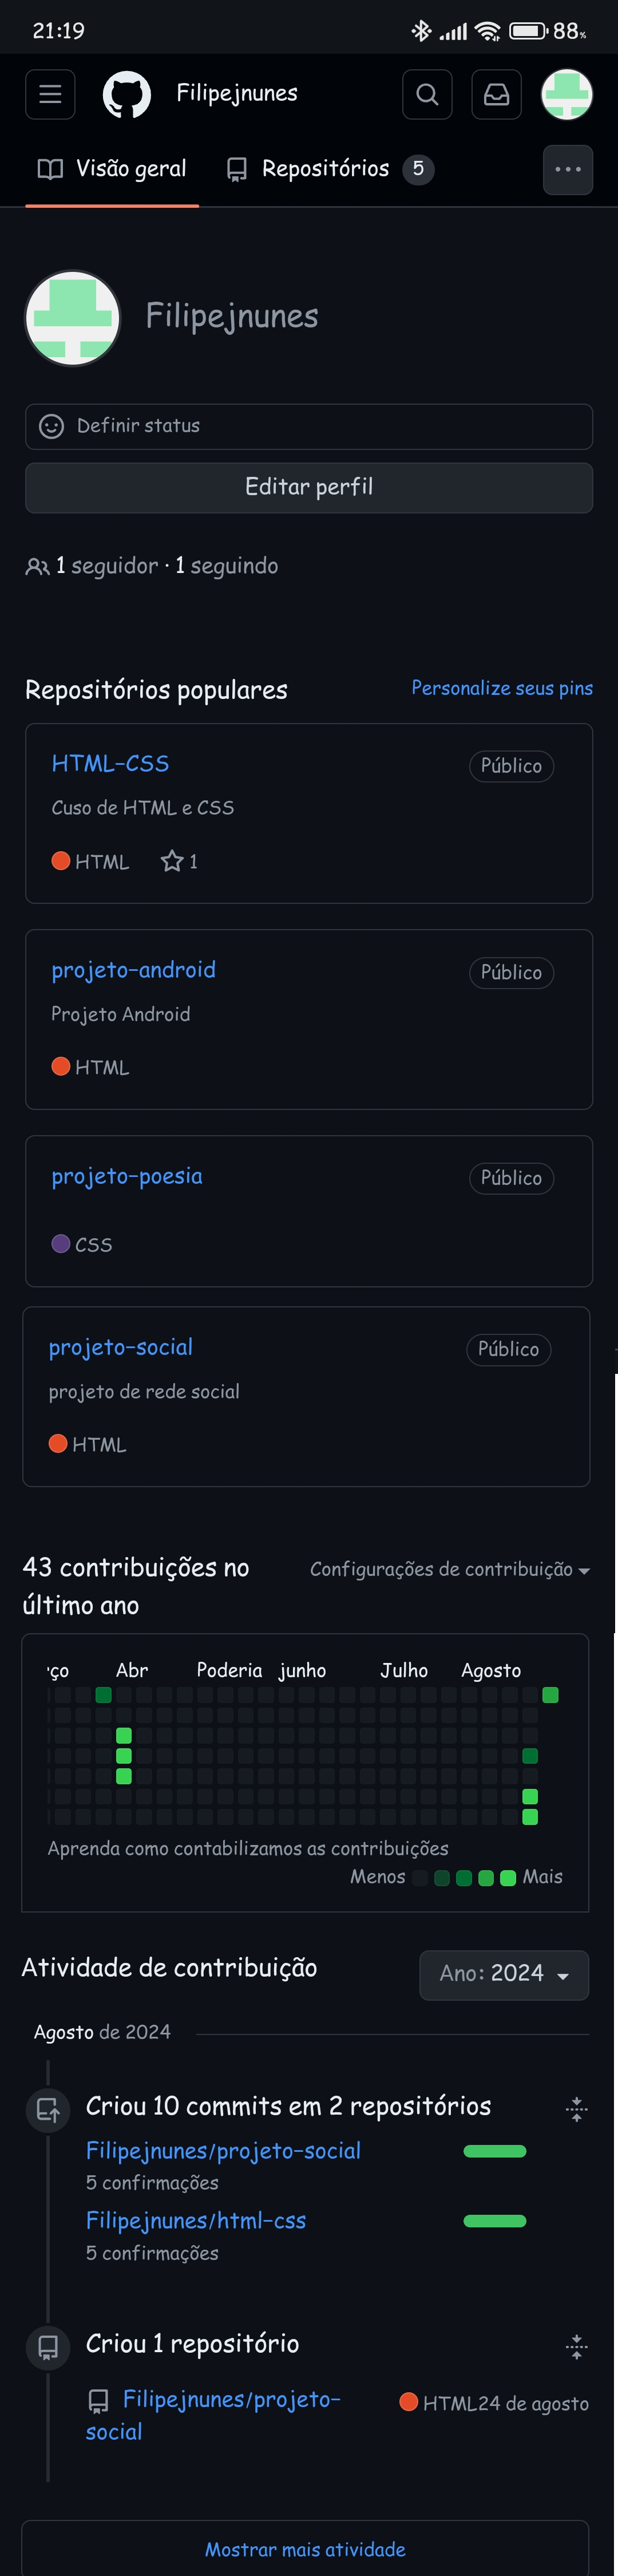 21:19
88%
Filipejnunes
Visão geral
Repositórios 5
Filipejnunes
Definir status
Editar perfil
1 seguidor · 1 seguindo
Repositórios populares
Personalize seus pins
HTML-CSS
Público
Cuso de HTML e CSS
HTML 1
projeto-android
Público
Projeto Android
HTML
projeto-poesia
Público
CSS
projeto-social
Público
projeto de rede social
HTML
43 contribuições no
último ano
Configurações de contribuição
rço Abr Poderia junho Julho Agosto
Aprenda como contabilizamos as contribuições
Menos Mais
Atividade de contribuição
Ano: 2024
Agosto de 2024
Criou 10 commits em 2 repositórios
Filipejnunes/projeto-social
5 confirmações
Filipejnunes/html-css
5 confirmações
Criou 1 repositório
Filipejnunes/projeto-
social
HTML24 de agosto
Mostrar mais atividade